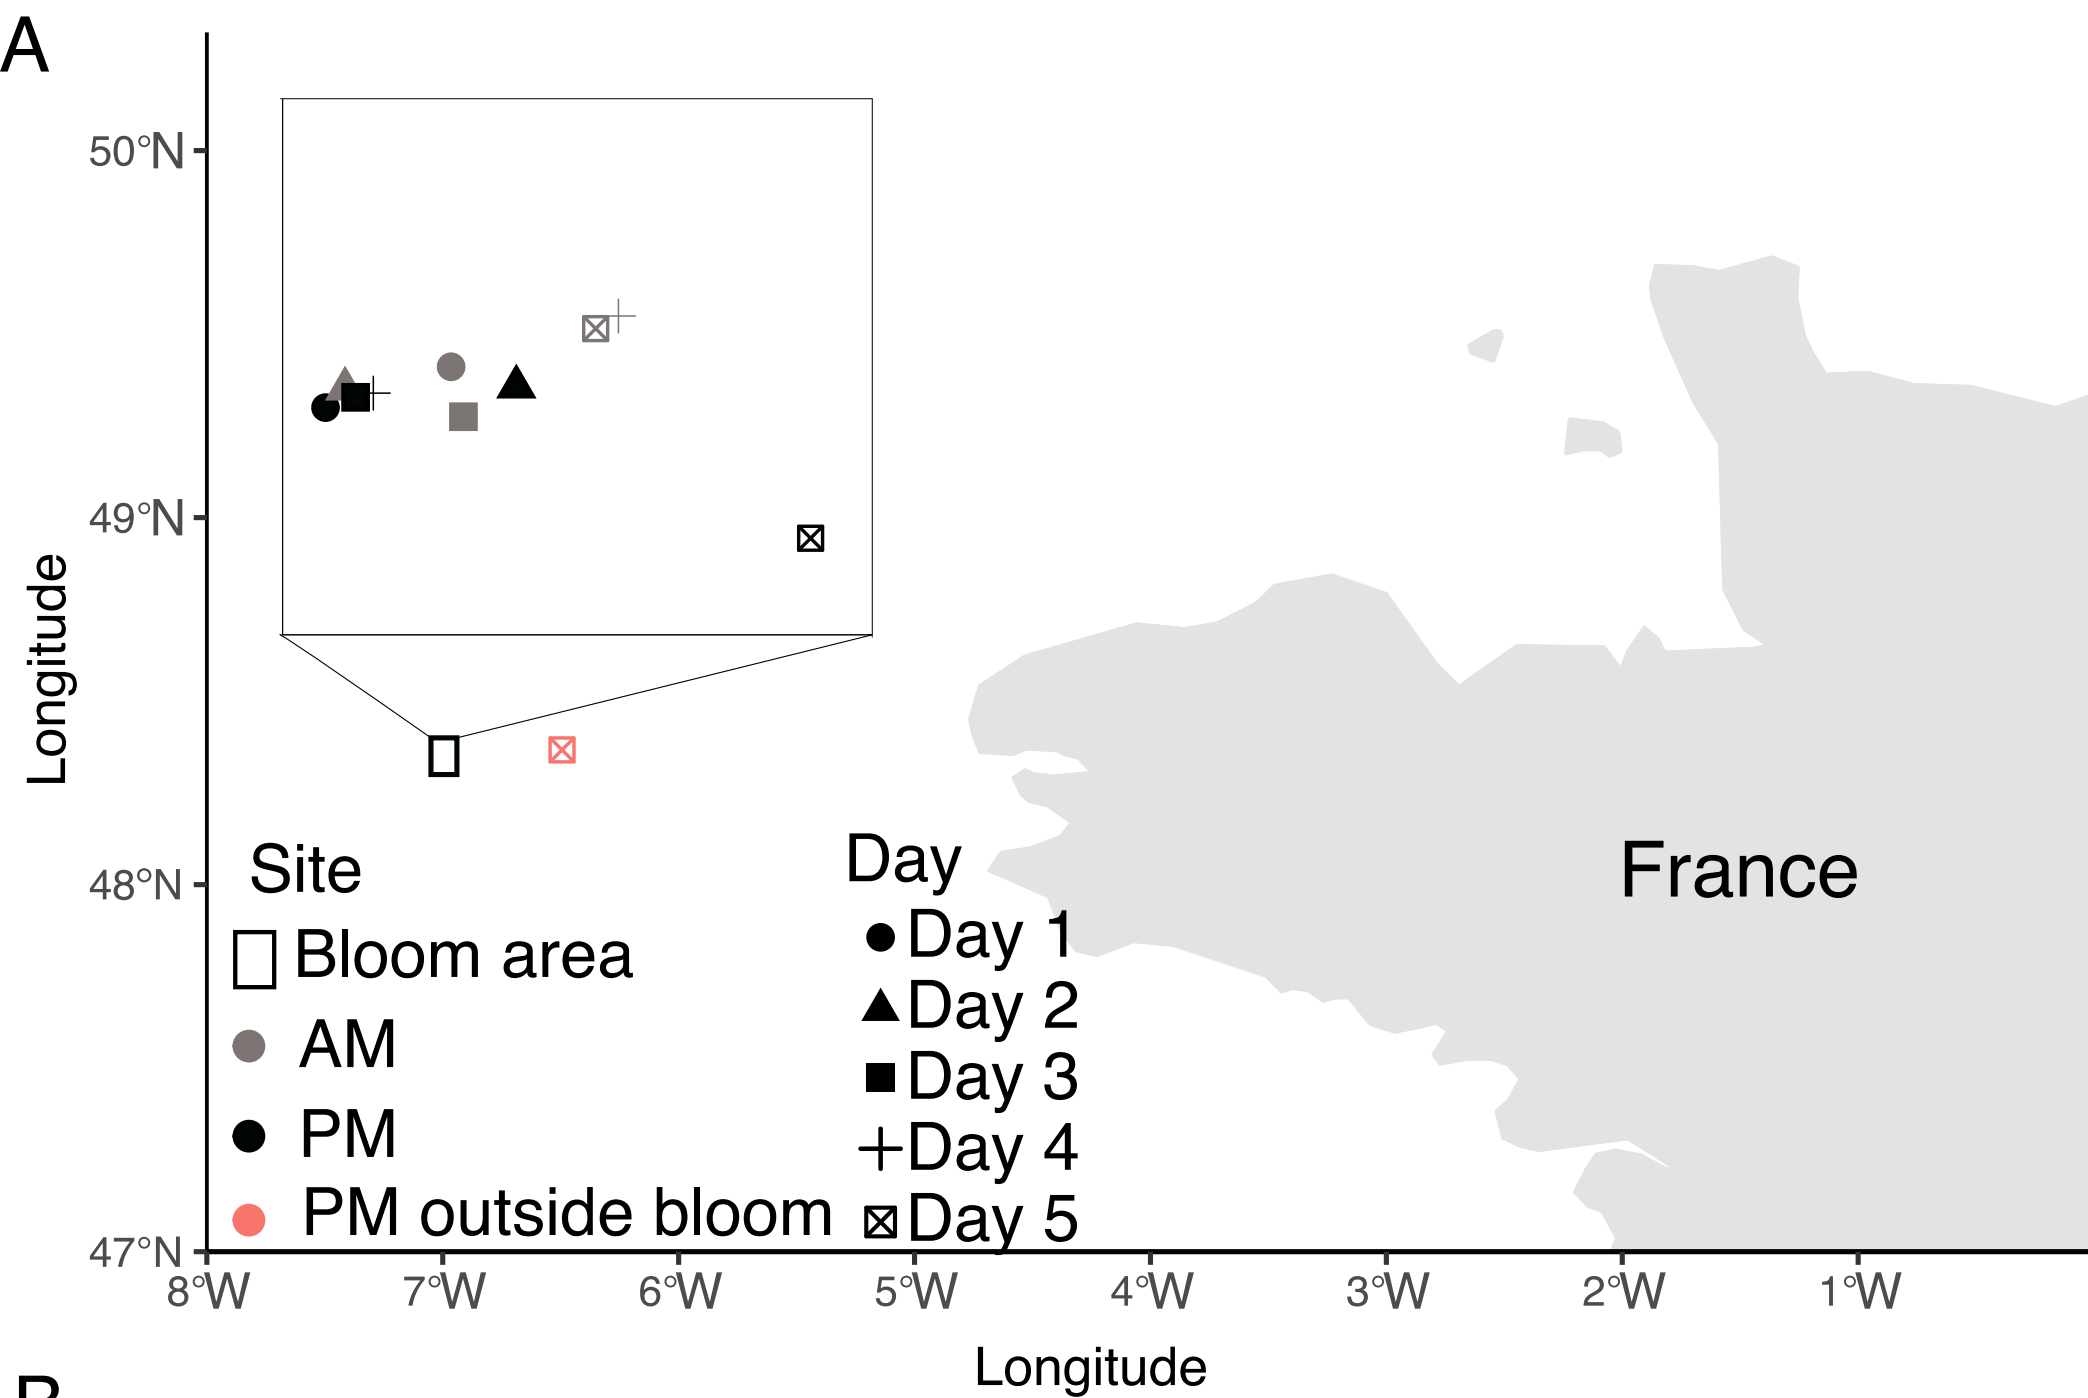 A
50°N
49°N
48°N
47°N
Longitude
Site
Bloom area
AM
PM
PM outside bloom
Day
Day 1
Day 2
Day 3
Day 4
Day 5
France
8°W 7°W 6°W 5°W 4°W 3°W 2°W 1°W
Longitude
B